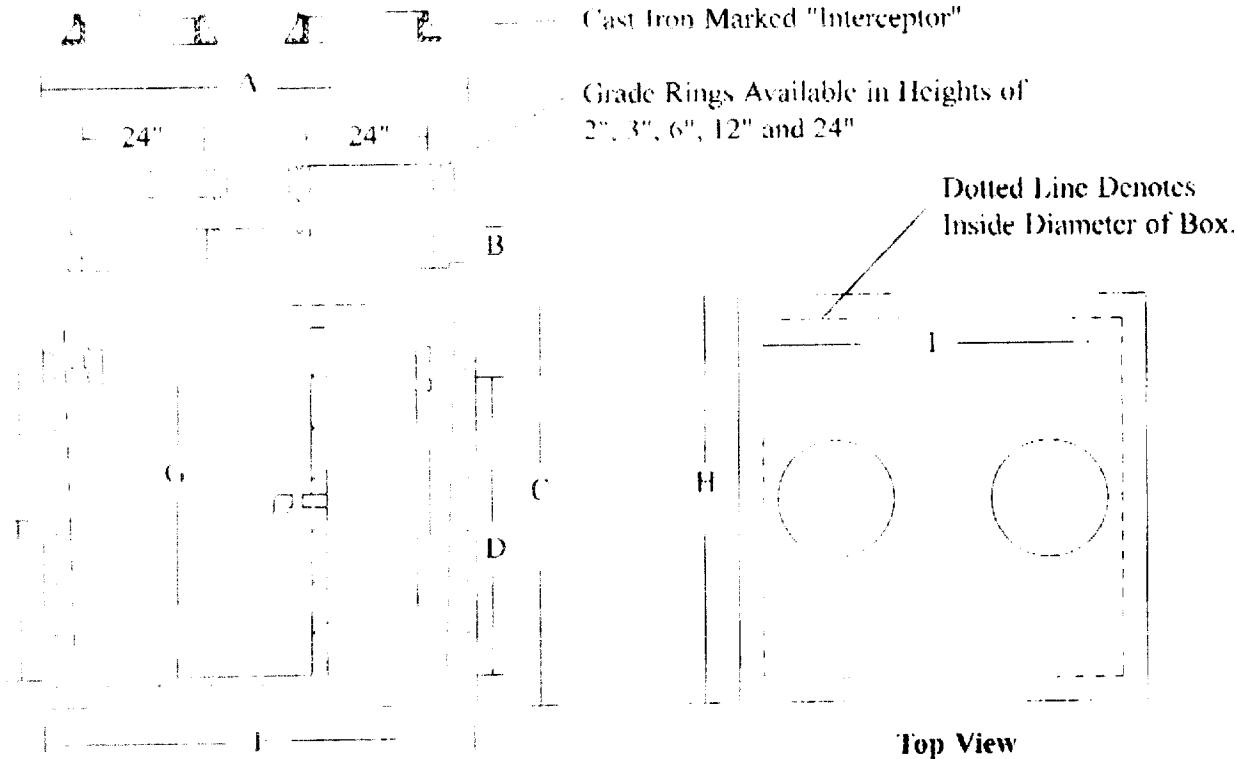 Cast Iron Marked "Interceptor"
A
Grade Rings Available in Heights of
2", 3", 6", 12" and 24"
24" 24"
Dotted Line Denotes
Inside Diameter of Box.
B
I
G
C
H
D
Top View